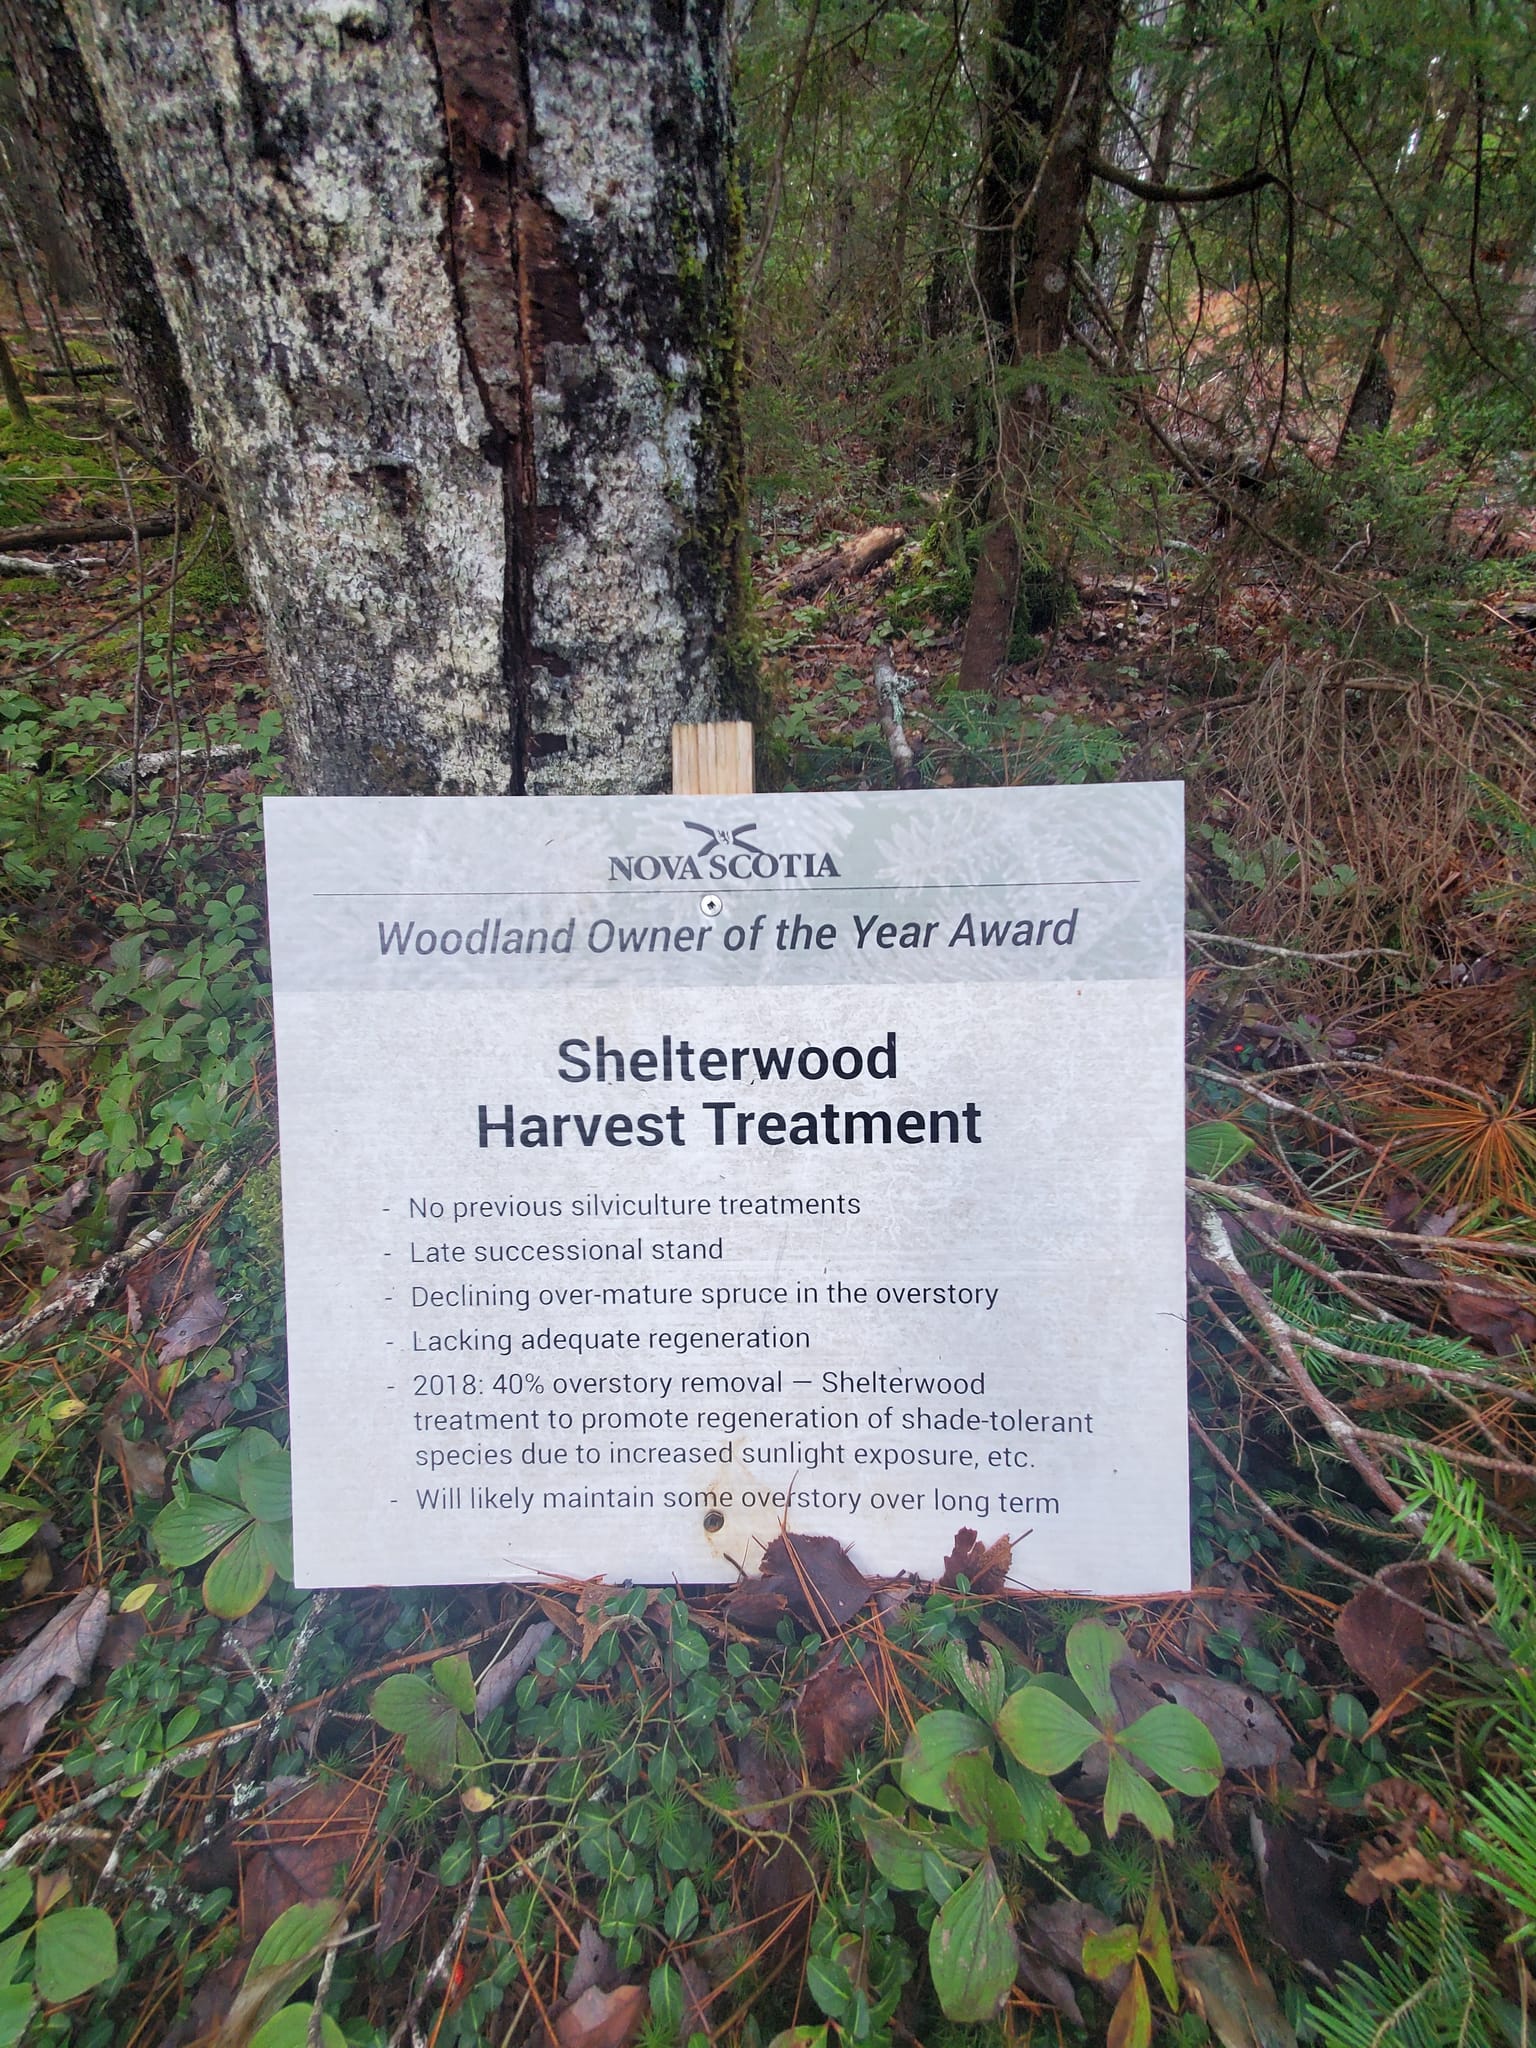 NOVA SCOTIA
Woodland Owner of the Year Award
Shelterwood
Harvest Treatment
- No previous silviculture treatments
- Late successional stand
- Declining over-mature spruce in the overstory
- Lacking adequate regeneration
- 2018: 40% overstory removal — Shelterwood
treatment to promote regeneration of shade-tolerant
species due to increased sunlight exposure, etc.
- Will likely maintain some overstory over long term